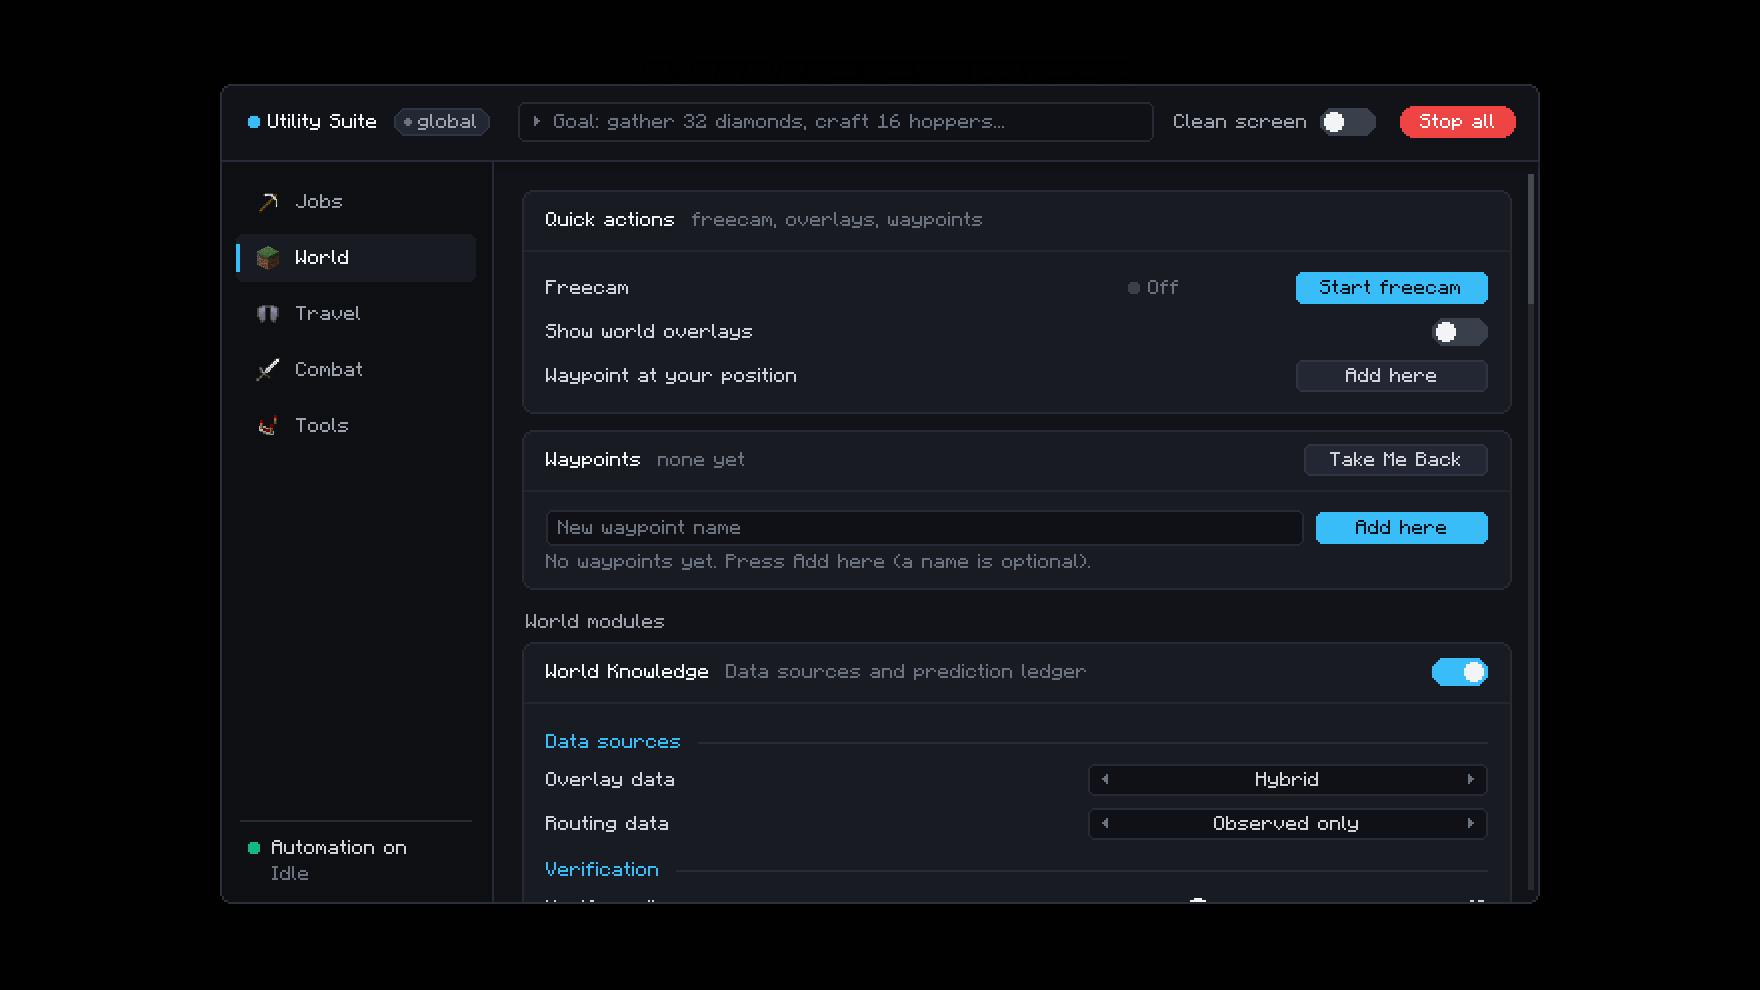 Utility Suite
global
Goal: gather 32 diamonds, craft 16 hoppers...
Clean screen
Stop all
Jobs
World
Travel
Combat
Tools
Automation on
Idle
Quick actions freecam, overlays, waypoints
Freecam
Off
Start freecam
Show world overlays
Waypoint at your position
Add here
Waypoints none yet
Take Me Back
New waypoint name
Add here
No waypoints yet. Press Add here (a name is optional).
World modules
World Knowledge Data sources and prediction ledger
Data sources
Overlay data
Hybrid
Routing data
Observed only
Verification